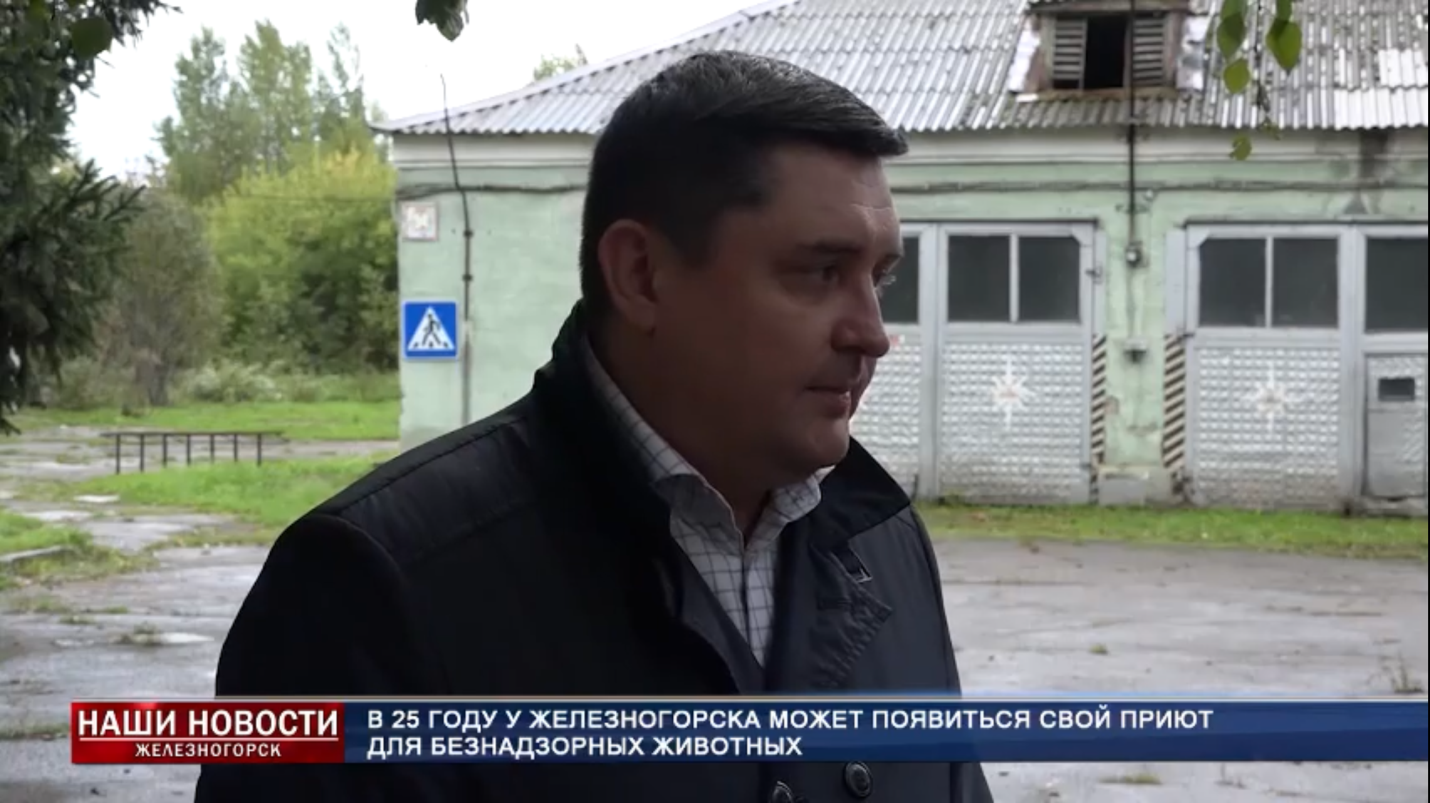 НАШИ НОВОСТИ
ЖЕЛЕЗНОГОРСК
В 25 ГОДУ У ЖЕЛЕЗНОГОРСКА МОЖЕТ ПОЯВИТЬСЯ СВОЙ ПРИЮТ
ДЛЯ БЕЗНАДЗОРНЫХ ЖИВОТНЫХ